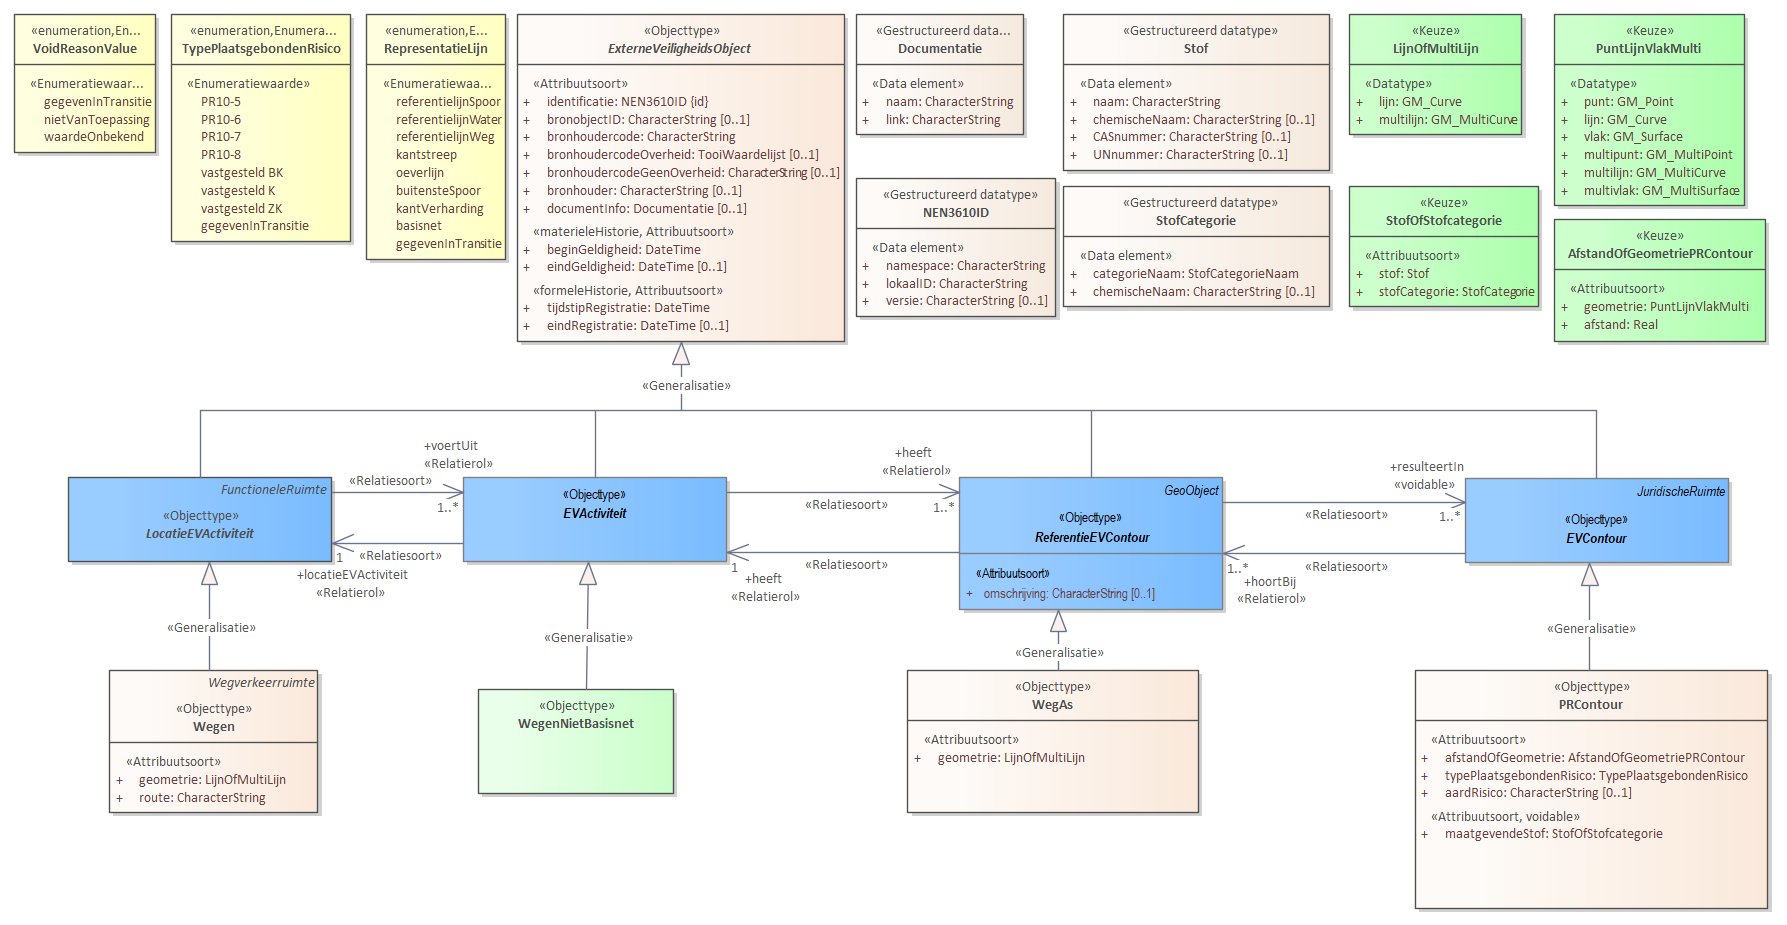 «enumeration,En...
VoidReasonValue
«Enumeratiewaar...
gegevenInTransitie
nietVanToepassing
waardeOnbekend
«enumeration,Enumera...
TypePlaatsgebondenRisico
«Enumeratiewaarde»
PR10-5
PR10-6
PR10-7
PR10-8
vastgesteld BK
vastgesteld K
vastgesteld ZK
gegevenInTransitie
«enumeration,E...
RepresentatieLijn
«Enumeratiewaa...
referentielijnSpoor
referentielijnWater
referentielijnWeg
kantstreep
oeverlijn
buitensteSpoor
kantVerharding
basisnet
gegevenInTransitie
«Objecttype»
ExterneVeiligheidsObject
«Attribuutsoort»
+ identificatie: NEN3610ID {id}
+ bronobjectID: CharacterString [0..1]
+ bronhoudercode: CharacterString
+ bronhoudercodeOverheid: TooiWaardelijst [0..1]
+ bronhoudercodeGeenOverheid: CharacterString [0..1]
+ bronhouder: CharacterString [0..1]
+ documentInfo: Documentatie [0..1]
«materieleHistorie, Attribuutsoort»
+ beginGeldigheid: DateTime
+ eindGeldigheid: DateTime [0..1]
«formeleHistorie, Attribuutsoort»
+ tijdstipRegistratie: DateTime
+ eindRegistratie: DateTime [0..1]
«Gestructureerd data...
Documentatie
«Data element»
+ naam: CharacterString
+ link: CharacterString
«Gestructureerd datatype»
NEN3610ID
«Data element»
+ namespace: CharacterString
+ lokaalID: CharacterString
+ versie: CharacterString [0..1]
«Gestructureerd datatype»
Stof
«Data element»
+ naam: CharacterString
+ chemischeNaam: CharacterString [0..1]
+ CASnummer: CharacterString [0..1]
+ UNnummer: CharacterString [0..1]
«Gestructureerd datatype»
StofCategorie
«Data element»
+ categorieNaam: StofCategorieNaam
+ chemischeNaam: CharacterString [0..1]
«Keuze»
LijnOfMultiLijn
«Datatype»
+ lijn: GM_Curve
+ multilijn: GM_MultiCurve
«Keuze»
StofOfStofcategorie
«Attribuutsoort»
+ stof: Stof
+ stofCategorie: StofCategorie
«Keuze»
PuntLijnVlakMulti
«Datatype»
+ punt: GM_Point
+ lijn: GM_Curve
+ vlak: GM_Surface
+ multipunt: GM_MultiPoint
+ multilijn: GM_MultiCurve
+ multivlak: GM_MultiSurface
«Keuze»
AfstandOfGeometriePRContour
«Attribuutsoort»
+ geometrie: PuntLijnVlakMulti
+ afstand: Real
«Generalisatie»
FunctioneleRuimte
«Objecttype»
LocatieEVActiviteit
+voertUit
«Relatierol»
«Relatiesoort»
1..*
«Relatiesoort»
1
+locatieEVActiviteit
«Relatierol»
«Objecttype»
EVActiviteit
+heeft
«Relatierol»
1..*
«Relatiesoort»
«Relatiesoort»
1
+heeft
«Relatierol»
GeoObject
«Objecttype»
ReferentieEVContour
«Attribuutsoort»
+ omschrijving: CharacterString [0..1]
+resulteertIn
«voidable»
1..*
«Relatiesoort»
«Relatiesoort»
1..*
+hoortBij
«Relatierol»
JuridischeRuimte
«Objecttype»
EVContour
«Generalisatie»
«Generalisatie»
«Generalisatie»
«Generalisatie»
Wegverkeerruimte
«Objecttype»
Wegen
«Attribuutsoort»
+ geometrie: LijnOfMultiLijn
+ route: CharacterString
«Objecttype»
WegenNietBasisnet
«Objecttype»
WegAs
«Attribuutsoort»
+ geometrie: LijnOfMultiLijn
«Objecttype»
PRContour
«Attribuutsoort»
+ afstandOfGeometrie: AfstandOfGeometriePRContour
+ typePlaatsgebondenRisico: TypePlaatsgebondenRisico
+ aardRisico: CharacterString [0..1]
«Attribuutsoort, voidable»
+ maatgevendeStof: StofOfStofcategorie